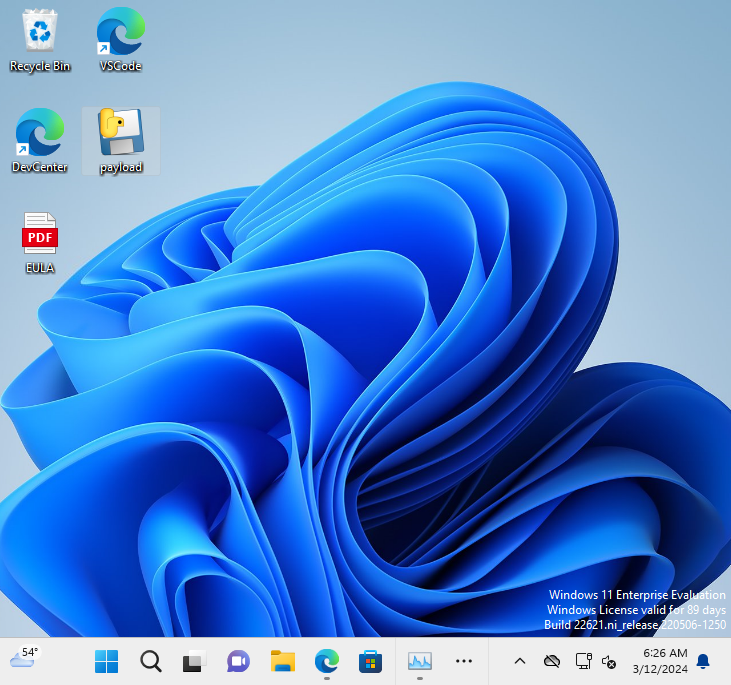 Recycle Bin
VSCode
DevCenter
payload
PDF
EULA
Windows 11 Enterprise Evaluation
Windows License valid for 89 days
Build 22621.ni_release.220506-1250
54°
6:26 AM
3/12/2024